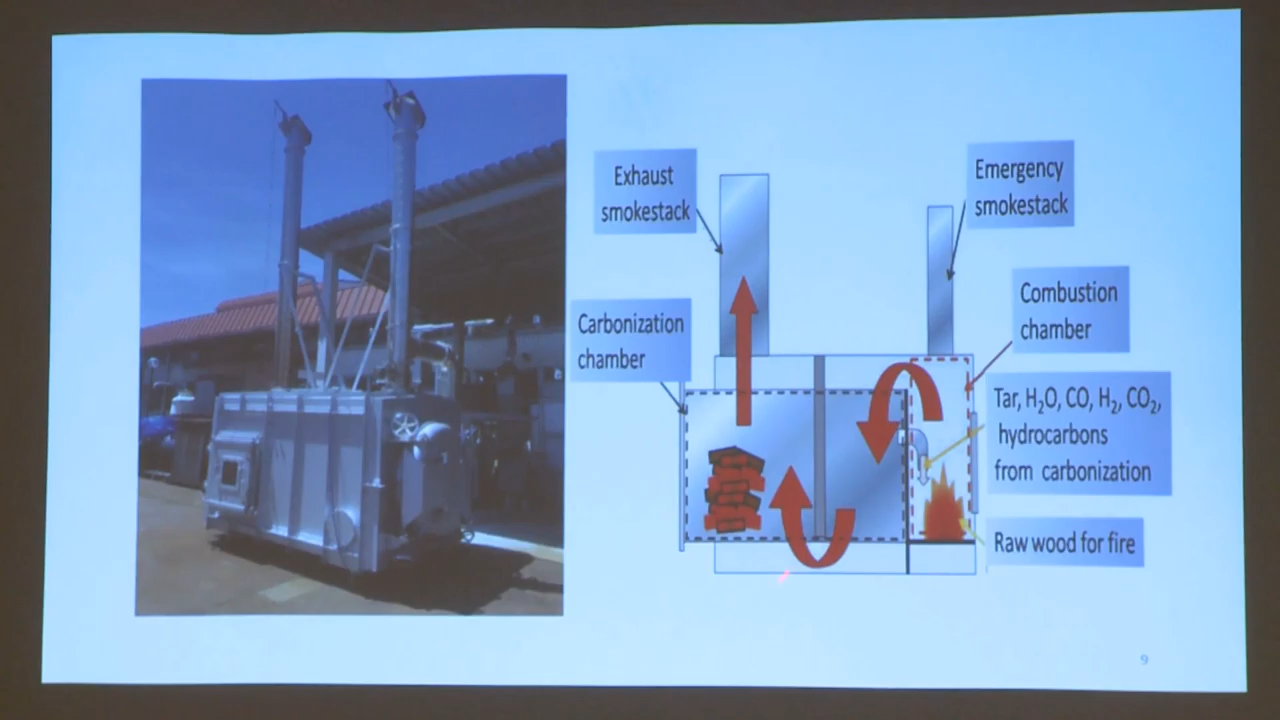 Exhaust
smokestack
Emergency
smokestack
Carbonization
chamber
Combustion
chamber
Tar, H₂O, CO, H₂, CO₂,
hydrocarbons
from carbonization
Raw wood for fire
9